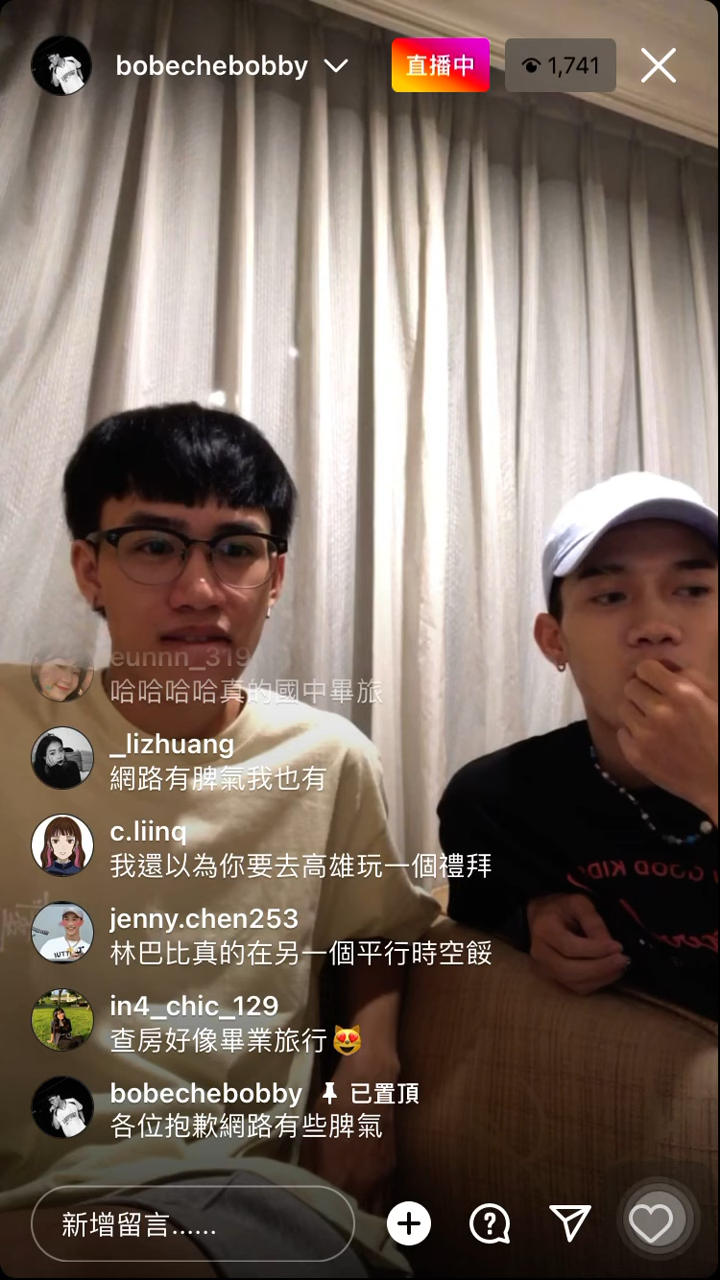 bobechebobby
直播中
1,741
eunnn_319
哈哈哈哈真的國中畢旅
_lizhuang
網路有脾氣我也有
c.liinq
我還以為你要去高雄玩一個禮拜
jenny.chen253
林巴比真的在另一個平行時空餒
in4_chic_129
查房好像畢業旅行😻
bobechebobby 已置頂
各位抱歉網路有些脾氣
新增留言......
GOOD KID